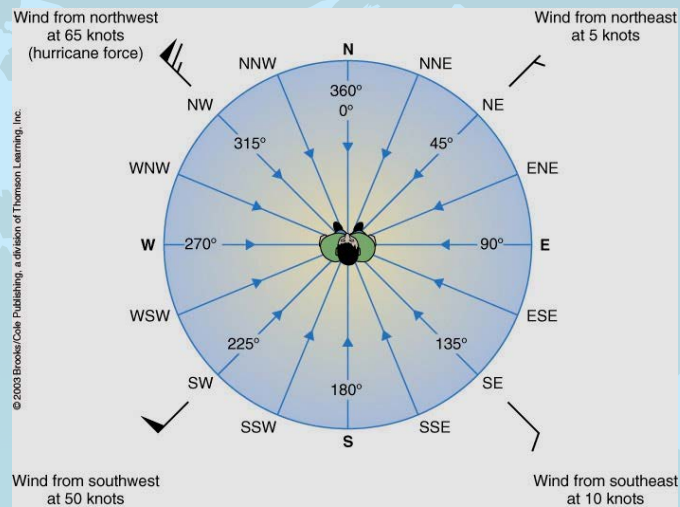 Wind from northwest
at 65 knots
(hurricane force)
Wind from northeast
at 5 knots
N
NNW
NNE
360°
0°
NW
NE
315°
45°
WNW
ENE
W
270°
90°
E
WSW
ESE
225°
135°
SW
180°
SE
SSW
SSE
S
Wind from southwest
at 50 knots
Wind from southeast
at 10 knots
© 2003 Brooks/Cole Publishing, a division of Thomson Learning, Inc.